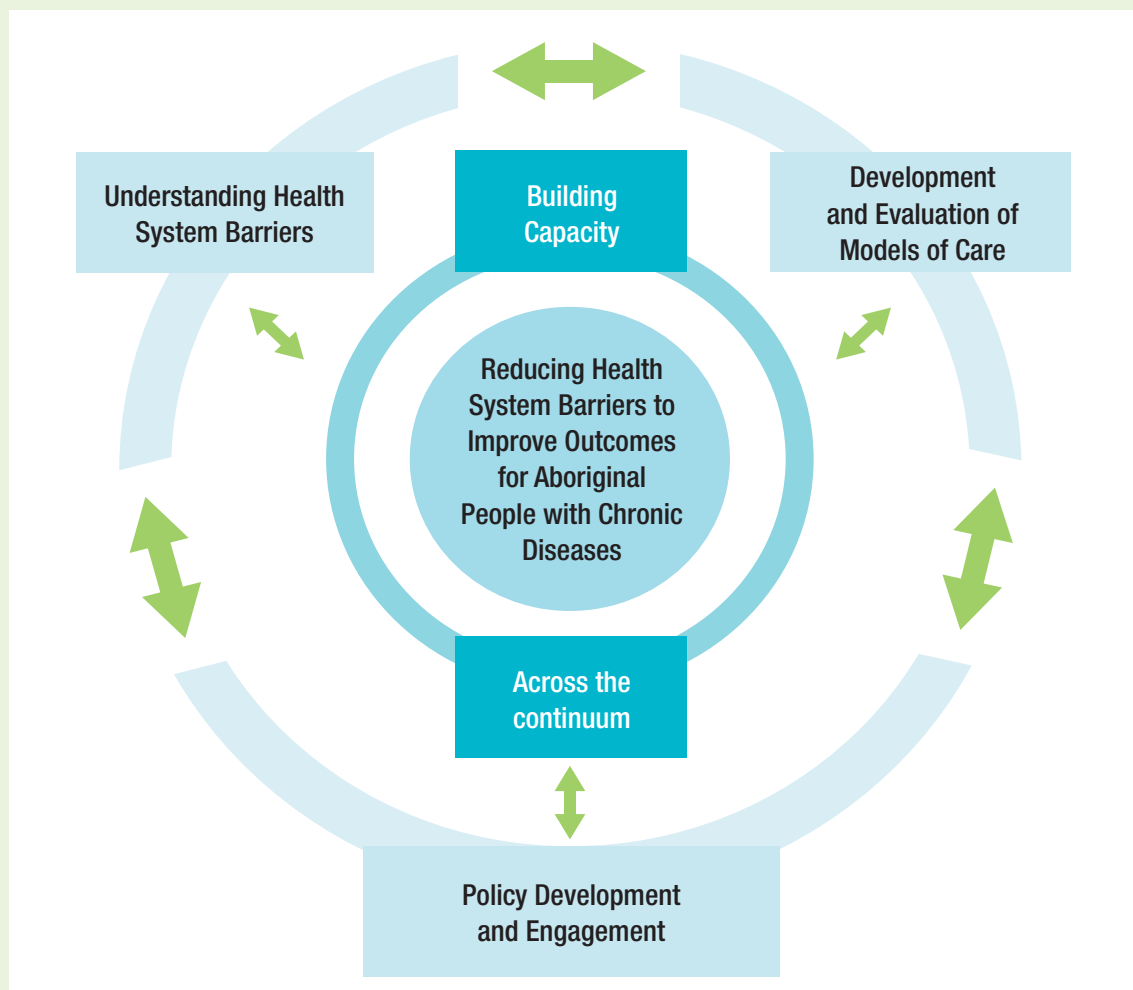 Understanding Health
System Barriers
Building
Capacity
Development
and Evaluation of
Models of Care
Reducing Health
System Barriers to
Improve Outcomes
for Aboriginal
People with Chronic
Diseases
Across the
continuum
Policy Development
and Engagement